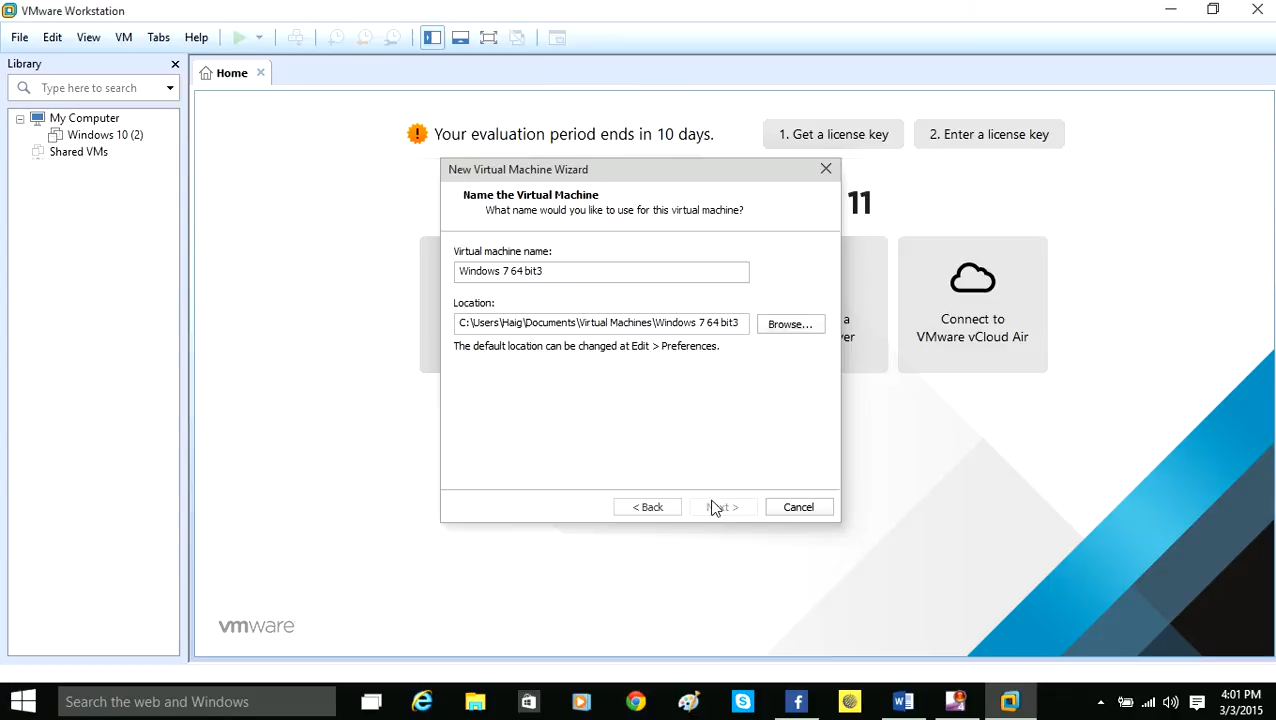 VMware Workstation
File Edit View VM Tabs Help
Library
Type here to search
My Computer
Windows 10 (2)
Shared VMs
Home
Your evaluation period ends in 10 days.
1. Get a license key
2. Enter a license key
11
New Virtual Machine Wizard
Name the Virtual Machine
What name would you like to use for this virtual machine?
Virtual machine name:
Windows 7 64 bit3
Location:
C:\Users\Haig\Documents\Virtual Machines\Windows 7 64 bit3
Browse...
The default location can be changed at Edit > Preferences.
< Back
Next >
Cancel
a
ver
Connect to
VMware vCloud Air
vmware
Search the web and Windows
4:01 PM
3/3/2015